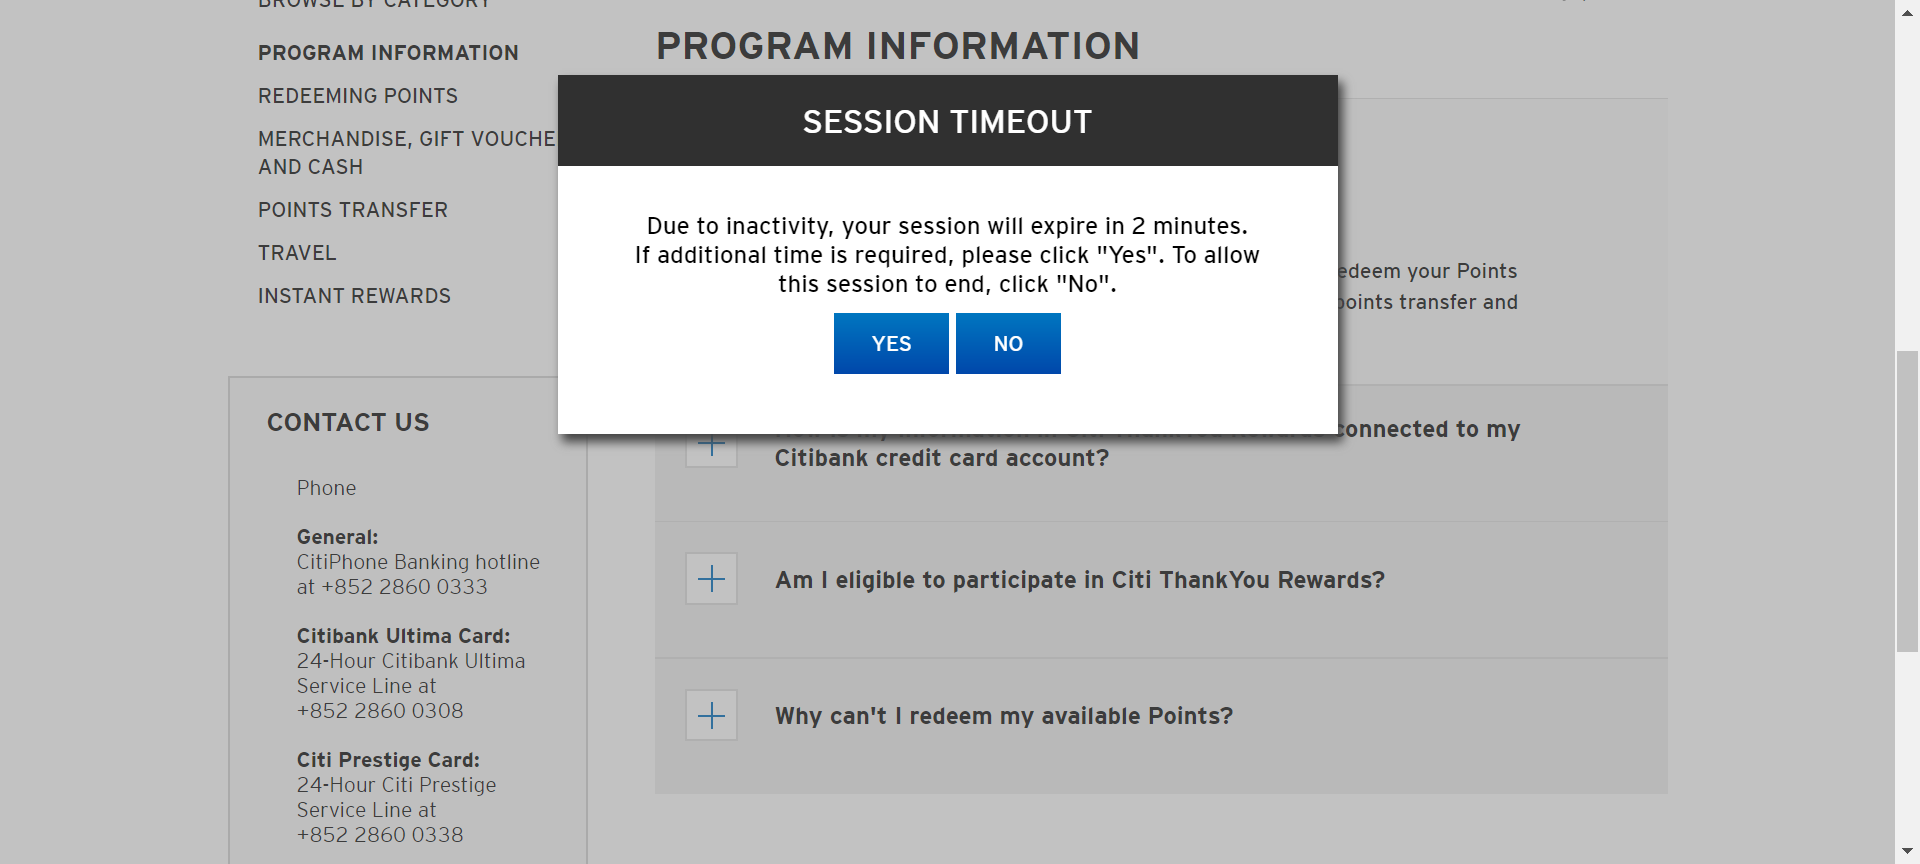 BROWSE BY CATEGORY
PROGRAM INFORMATION
REDEEMING POINTS
MERCHANDISE, GIFT VOUCHE
AND CASH
POINTS TRANSFER
TRAVEL
INSTANT REWARDS
CONTACT US
Phone
General:
CitiPhone Banking hotline
at +852 2860 0333
Citibank Ultima Card:
24-Hour Citibank Ultima
Service Line at
+852 2860 0308
Citi Prestige Card:
24-Hour Citi Prestige
Service Line at
+852 2860 0338
PROGRAM INFORMATION
SESSION TIMEOUT
Due to inactivity, your session will expire in 2 minutes.
If additional time is required, please click "Yes". To allow
this session to end, click "No".
YES NO
edeem your Points
points transfer and
connected to my
Citibank credit card account?
Am I eligible to participate in Citi ThankYou Rewards?
Why can't I redeem my available Points?